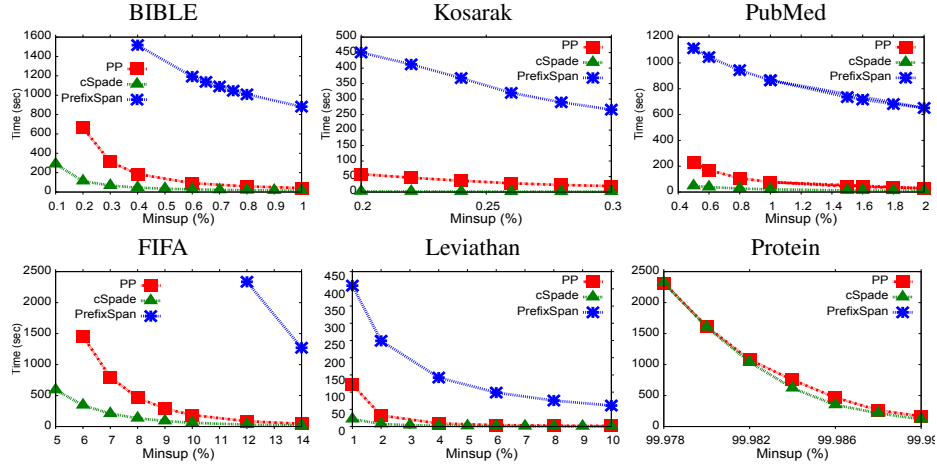 BIBLE
Time (sec)
1600
1400
1200
1000
800
600
400
200
0
PP
cSpade
PrefixSpan
0.1 0.2 0.3 0.4 0.5 0.6 0.7 0.8 0.9 1
Minsup (%)
Kosarak
Time (sec)
500
450
400
350
300
250
200
150
100
50
0
PP
cSpade
PrefixSpan
0.2 0.25 0.3
Minsup (%)
PubMed
Time (sec)
1200
1000
800
600
400
200
0
PP
cSpade
PrefixSpan
0.4 0.6 0.8 1 1.2 1.4 1.6 1.8 2
Minsup (%)
FIFA
Time (sec)
2500
2000
1500
1000
500
0
PP
cSpade
PrefixSpan
5 6 7 8 9 10 11 12 13 14
Minsup (%)
Leviathan
Time (sec)
450
400
350
300
250
200
150
100
50
0
PP
cSpade
PrefixSpan
1 2 3 4 5 6 7 8 9 10
Minsup (%)
Protein
Time (sec)
2500
2000
1500
1000
500
0
PP
cSpade
PrefixSpan
99.978 99.982 99.986 99.99
Minsup (%)